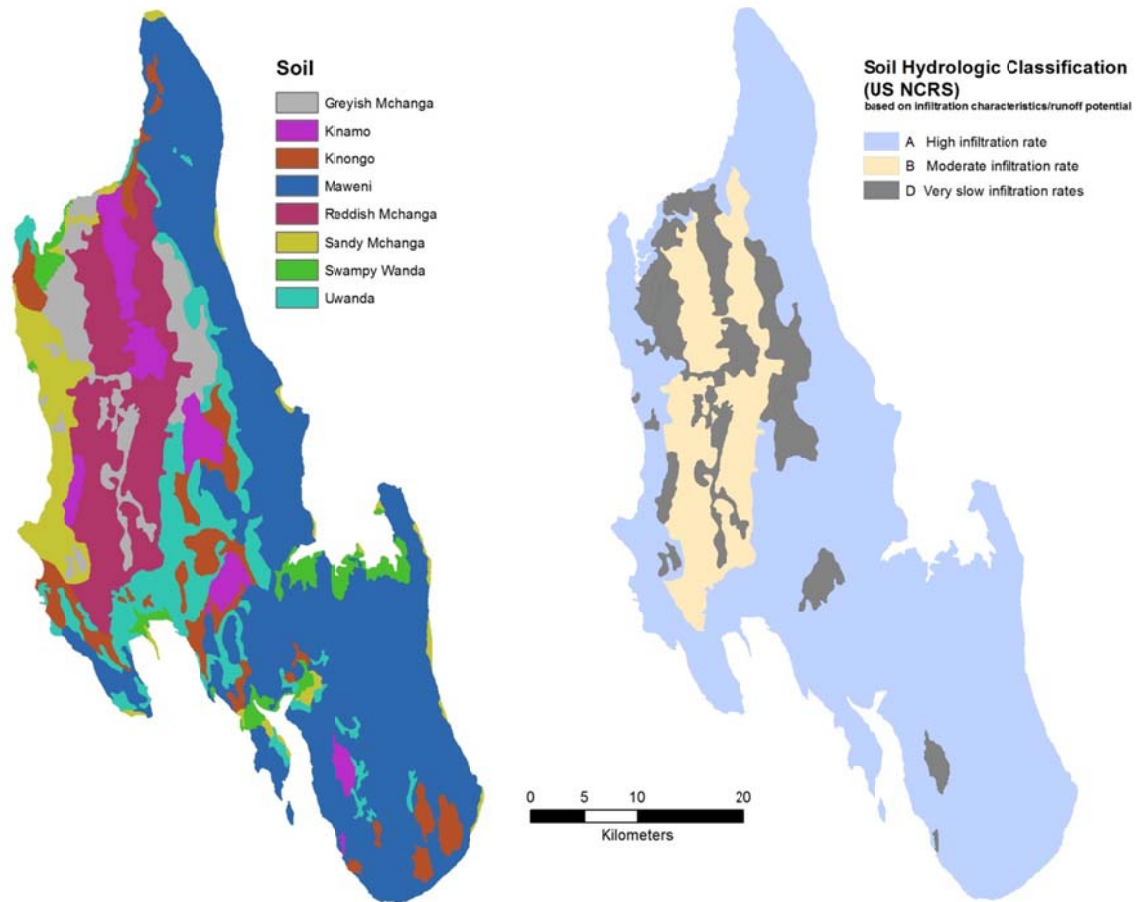 Soil
Greyish Mchanga
Kinamo
Kinongo
Maweni
Reddish Mchanga
Sandy Mchanga
Swampy Wanda
Uwanda
Soil Hydrologic Classification
(US NCRS)
based on infiltration characteristics/runoff potential
A High infiltration rate
B Moderate infiltration rate
D Very slow infiltration rates
0 5 10 20
Kilometers